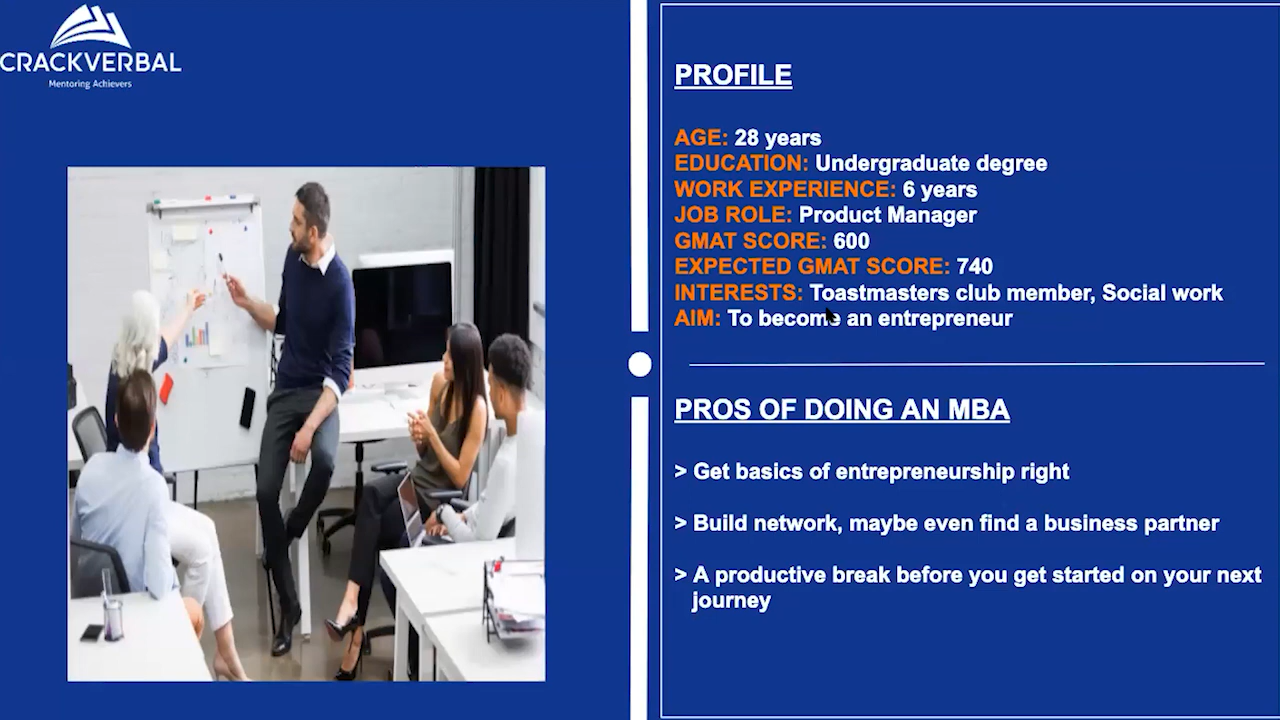 CRACKVERBAL
Mentoring Achievers
PROFILE
AGE: 28 years
EDUCATION: Undergraduate degree
WORK EXPERIENCE: 6 years
JOB ROLE: Product Manager
GMAT SCORE: 600
EXPECTED GMAT SCORE: 740
INTERESTS: Toastmasters club member, Social work
AIM: To become an entrepreneur
PROS OF DOING AN MBA
> Get basics of entrepreneurship right
> Build network, maybe even find a business partner
> A productive break before you get started on your next
journey